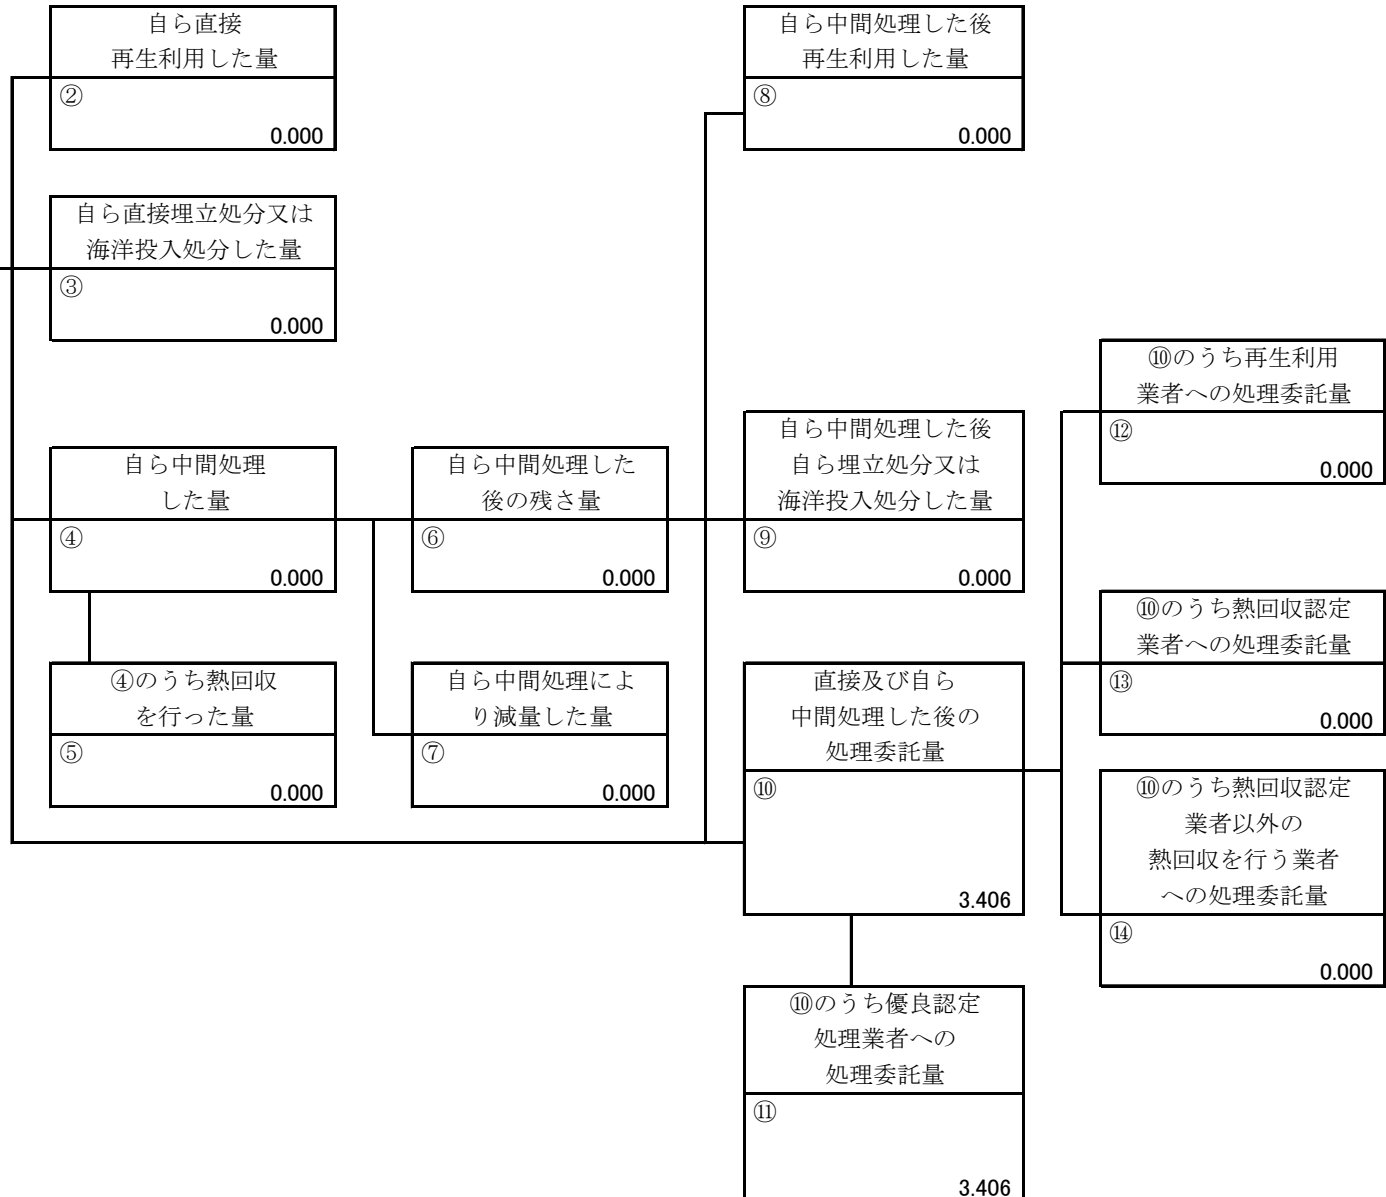 自ら直接
再生利用した量
②
0.000
自ら中間処理した後
再生利用した量
⑧
0.000
自ら直接埋立処分又は
海洋投入処分した量
③
0.000
⑩のうち再生利用
業者への処理委託量
⑫
0.000
自ら中間処理
した量
④
0.000
自ら中間処理した
後の残さ量
⑥
0.000
自ら中間処理した後
自ら埋立処分又は
海洋投入処分した量
⑨
0.000
⑩のうち熱回収認定
業者への処理委託量
⑬
0.000
④のうち熱回収
を行った量
⑤
0.000
自ら中間処理によ
り減量した量
⑦
0.000
直接及び自ら
中間処理した後の
処理委託量
⑩
3.406
⑩のうち熱回収認定
業者以外の
熱回収を行う業者
への処理委託量
⑭
0.000
⑩のうち優良認定
処理業者への
処理委託量
⑪
3.406